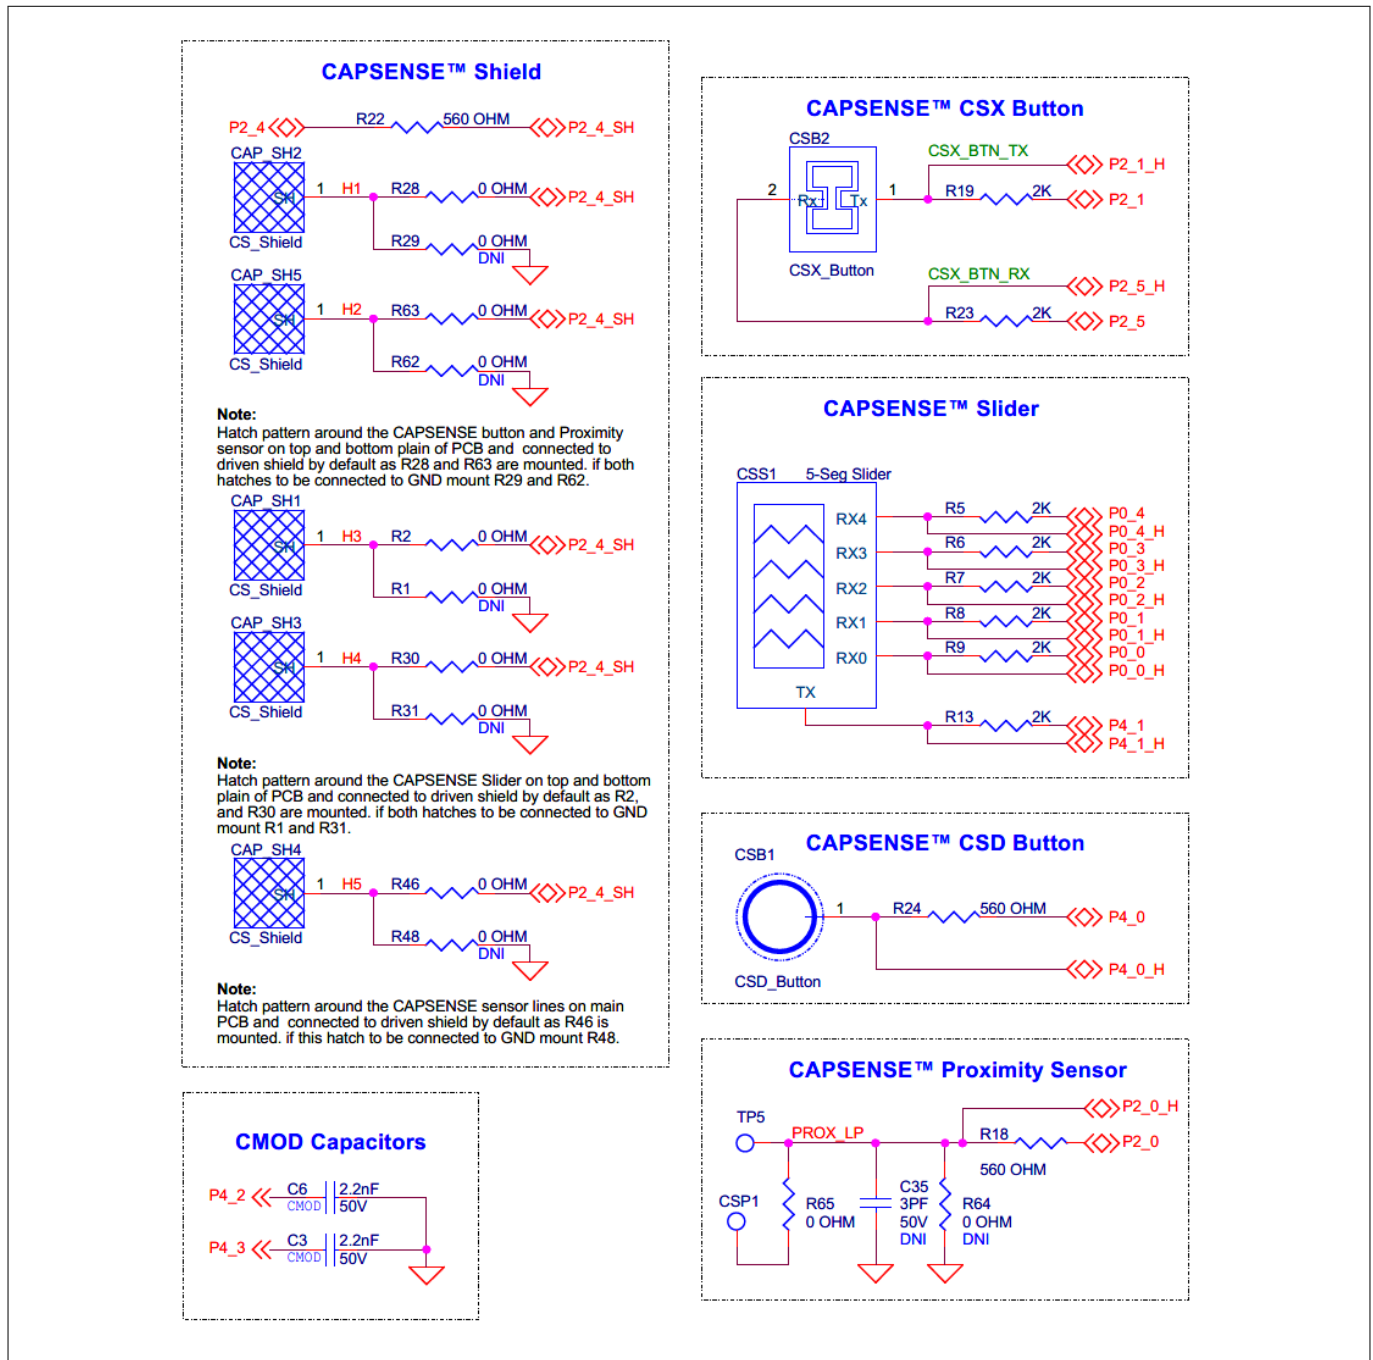 CAPSENSE™ Shield
P2_4 R22 560 OHM P2_4_SH
CAP_SH2
SH 1 H1 R28 0 OHM P2_4_SH
CS_Shield R29 0 OHM
DNI
CAP_SH5
SH 1 H2 R63 0 OHM P2_4_SH
CS_Shield R62 0 OHM
DNI
Note:
Hatch pattern around the CAPSENSE button and Proximity
sensor on top and bottom plain of PCB and connected to
driven shield by default as R28 and R63 are mounted. if both
hatches to be connected to GND mount R29 and R62.
CAP_SH1
SH 1 H3 R2 0 OHM P2_4_SH
CS_Shield R1 0 OHM
DNI
CAP_SH3
SH 1 H4 R30 0 OHM P2_4_SH
CS_Shield R31 0 OHM
DNI
Note:
Hatch pattern around the CAPSENSE Slider on top and bottom
plain of PCB and connected to driven shield by default as R2,
and R30 are mounted. if both hatches to be connected to GND
mount R1 and R31.
CAP_SH4
SH 1 H5 R46 0 OHM P2_4_SH
CS_Shield R48 0 OHM
DNI
Note:
Hatch pattern around the CAPSENSE sensor lines on main
PCB and connected to driven shield by default as R46 is
mounted. if this hatch to be connected to GND mount R48.
CMOD Capacitors
P4_2 C6 2.2nF
CMOD 50V
P4_3 C3 2.2nF
CMOD 50V
CAPSENSE™ CSX Button
CSB2
CSX_BTN_TX
P2_1_H
2 Rx Tx 1 R19 2K P2_1
CSX_Button
CSX_BTN_RX
P2_5_H
R23 2K P2_5
CAPSENSE™ Slider
CSS1 5-Seg Slider
RX4 R5 2K P0_4
P0_4_H
RX3 R6 2K P0_3
P0_3_H
RX2 R7 2K P0_2
P0_2_H
RX1 R8 2K P0_1
P0_1_H
RX0 R9 2K P0_0
P0_0_H
TX
R13 2K P4_1
P4_1_H
CAPSENSE™ CSD Button
CSB1
1 R24 560 OHM P4_0
P4_0_H
CSD_Button
CAPSENSE™ Proximity Sensor
P2_0_H
TP5
PROX_LP R18 P2_0
560 OHM
CSP1 R65
0 OHM
C35
3PF
50V
DNI
R64
0 OHM
DNI